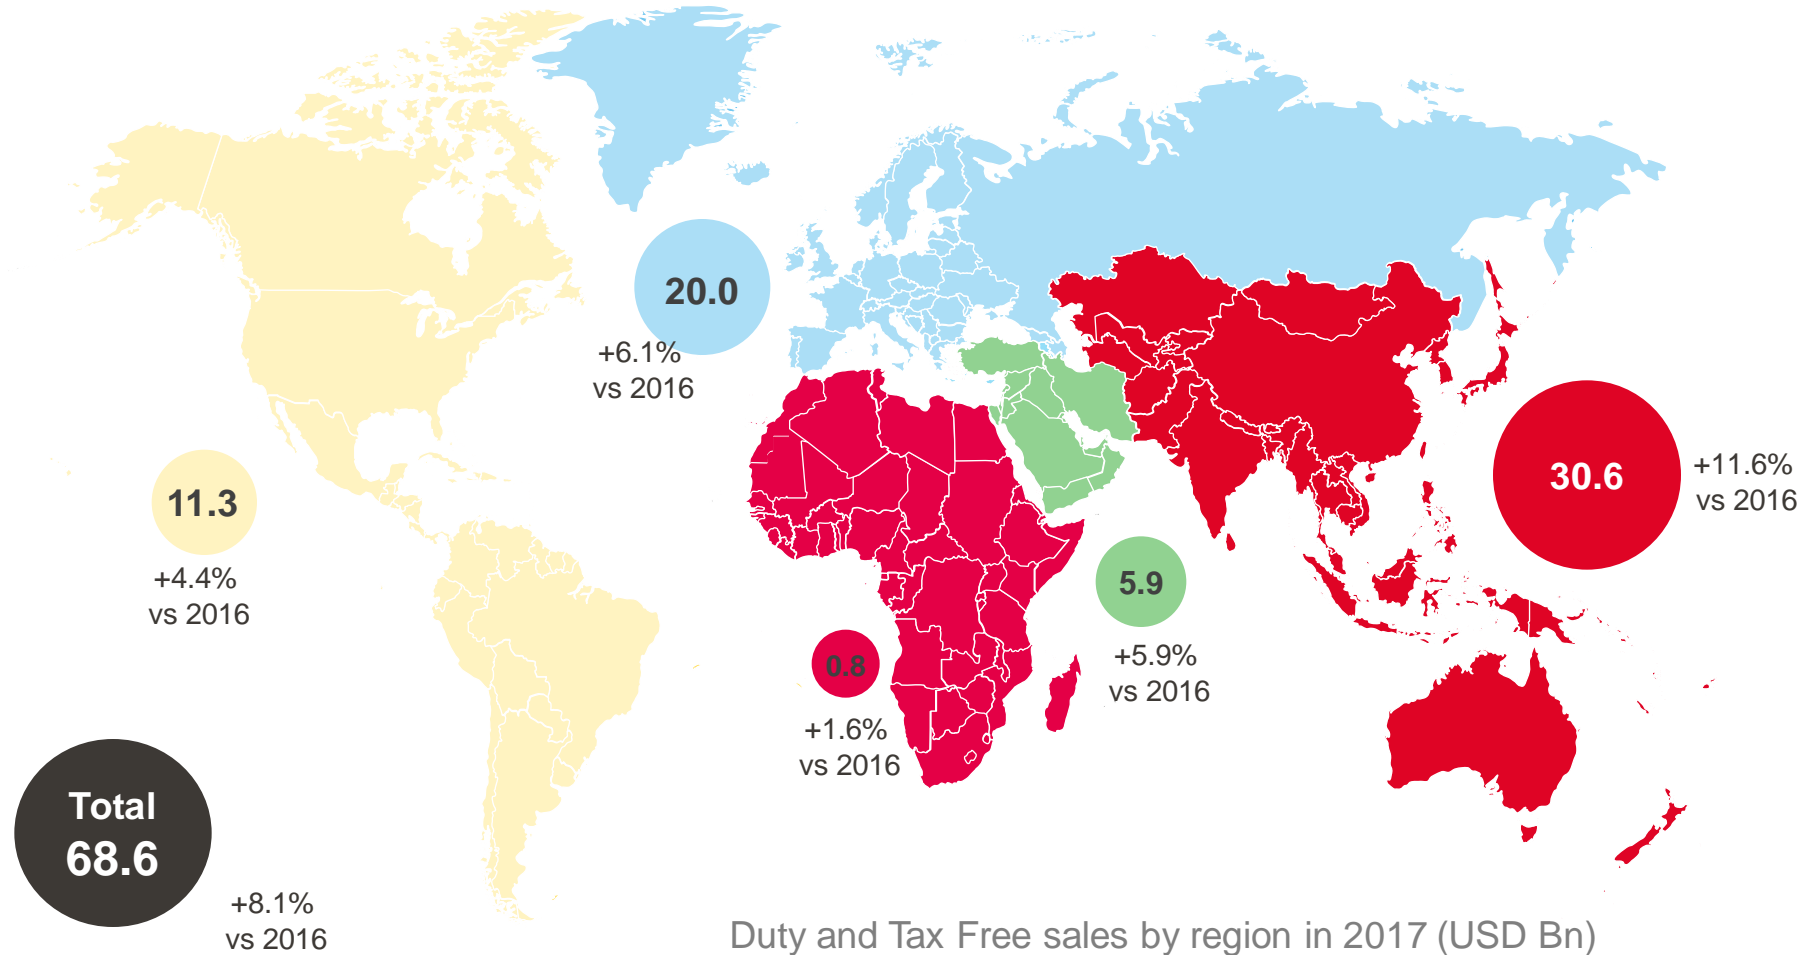 20.0
+6.1%
vs 2016
11.3
+4.4%
vs 2016
30.6
+11.6%
vs 2016
5.9
+5.9%
vs 2016
0.8
+1.6%
vs 2016
Total
68.6
+8.1%
vs 2016
Duty and Tax Free sales by region in 2017 (USD Bn)